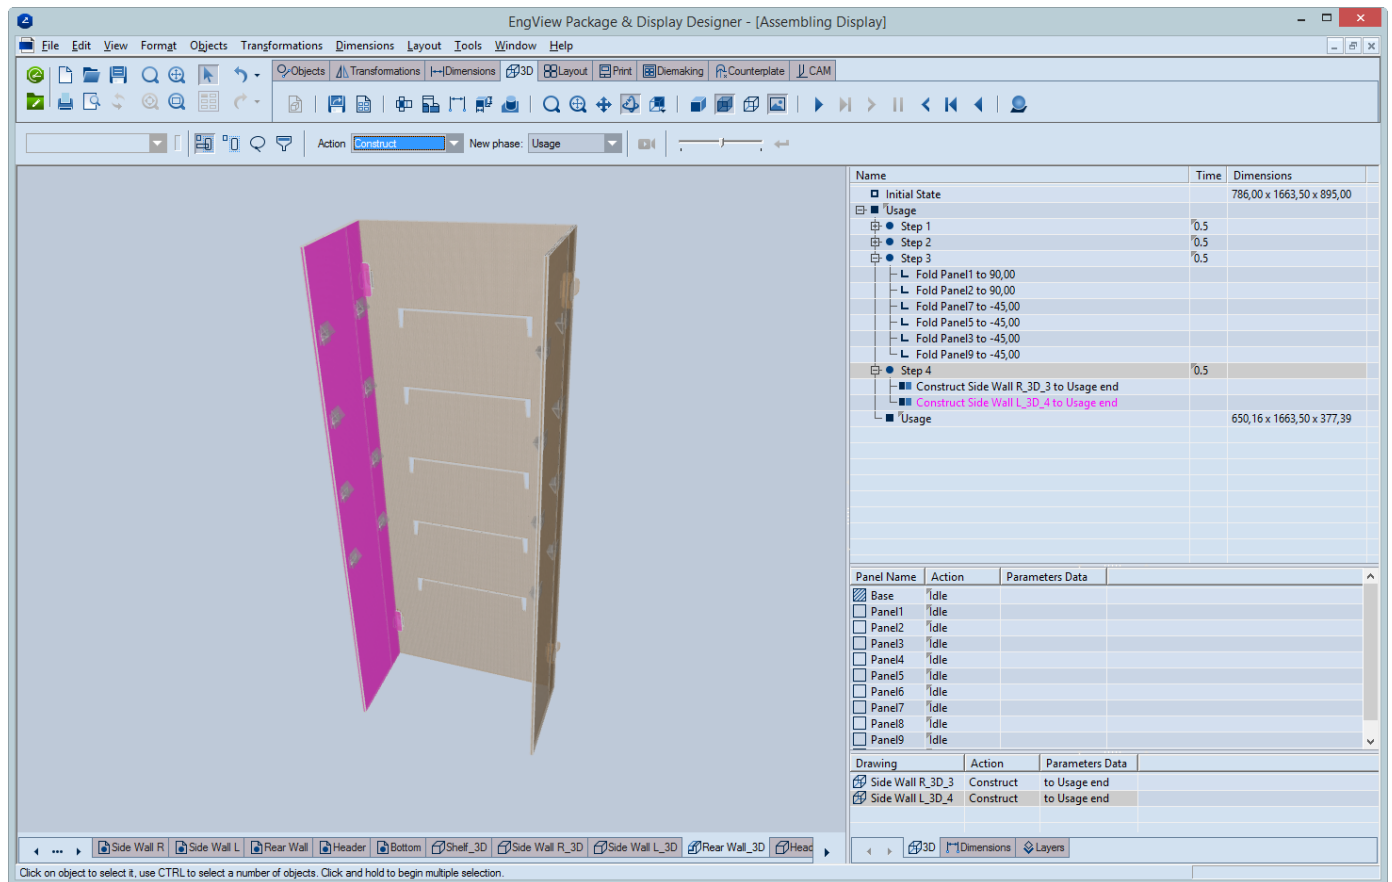 EngView Package & Display Designer - [Assembling Display]
File Edit View Format Objects Transformations Dimensions Layout Tools Window Help
Objects Transformations Dimensions 3D Layout Print Diemaking Counterplate CAM
Action Construct New phase: Usage
Name Time Dimensions
Initial State 786,00 x 1663,50 x 895,00
Usage
Step 1 0.5
Step 2 0.5
Step 3 0.5
Fold Panel1 to 90,00
Fold Panel2 to 90,00
Fold Panel7 to -45,00
Fold Panel5 to -45,00
Fold Panel3 to -45,00
Fold Panel9 to -45,00
Step 4 0.5
Construct Side Wall R_3D_3 to Usage end
Construct Side Wall L_3D_4 to Usage end
Usage 650,16 x 1663,50 x 377,39
Panel Name Action Parameters Data
Base Idle
Panel1 Idle
Panel2 Idle
Panel3 Idle
Panel4 Idle
Panel5 Idle
Panel6 Idle
Panel7 Idle
Panel8 Idle
Panel9 Idle
Drawing Action Parameters Data
Side Wall R_3D_3 Construct to Usage end
Side Wall L_3D_4 Construct to Usage end
Side Wall R Side Wall L Rear Wall Header Bottom Shelf_3D Side Wall R_3D Side Wall L_3D Rear Wall_3D Head
3D Dimensions Layers
Click on object to select it, use CTRL to select a number of objects. Click and hold to begin multiple selection.